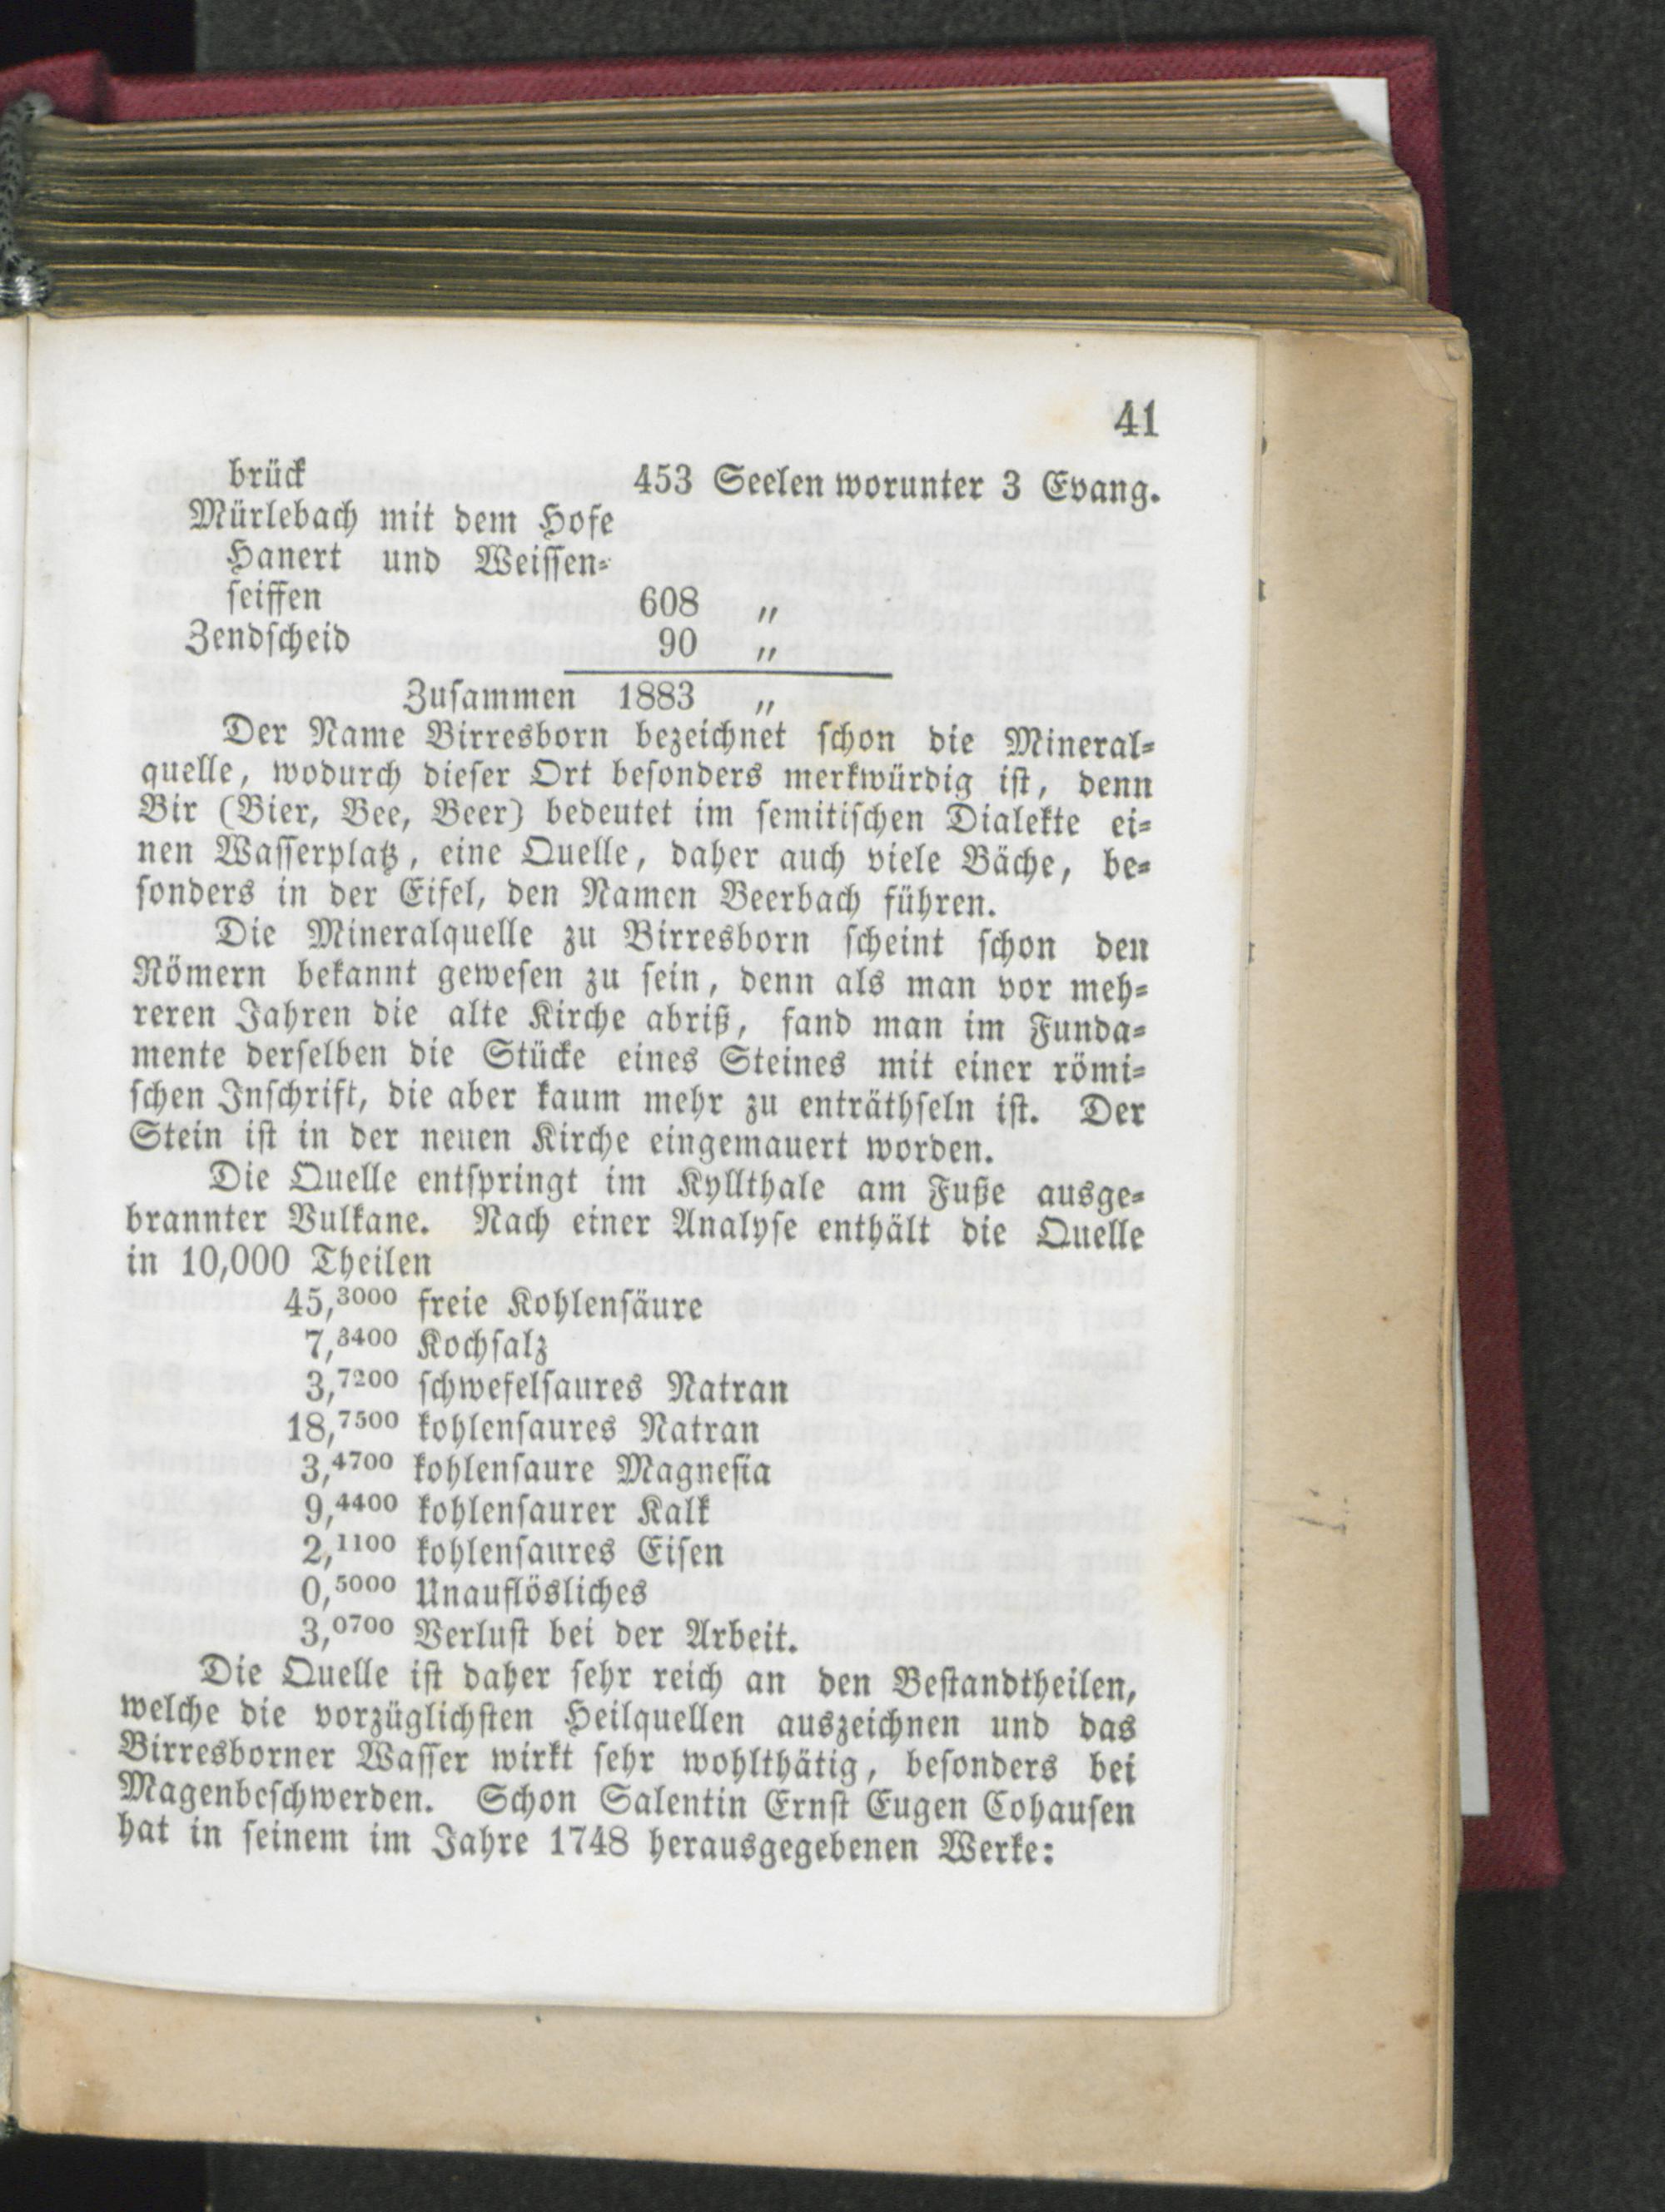 41
brück 453 Seelen worunter 3 Evang.
Mürlebach mit dem Hofe
Hanert und Weissen-
seiffen 608 „
Zendscheid 90 „
Zusammen 1883 „
Der Name Birresborn bezeichnet schon die Mineral-
quelle, wodurch dieser Ort besonders merkwürdig ist, denn
Bir (Bier, Bee, Beer) bedeutet im semitischen Dialekte ei-
nen Wasserplatz, eine Quelle, daher auch viele Bäche, be-
sonders in der Eifel, den Namen Beerbach führen.
Die Mineralquelle zu Birresborn scheint schon den
Römern bekannt gewesen zu sein, denn als man vor meh-
reren Jahren die alte Kirche abriß, fand man im Funda-
mente derselben die Stücke eines Steines mit einer römi-
schen Inschrift, die aber kaum mehr zu enträthseln ist. Der
Stein ist in der neuen Kirche eingemauert worden.
Die Quelle entspringt im Kyllthale am Fuße ausge-
brannter Vulkane. Nach einer Analyse enthält die Quelle
in 10,000 Theilen
45,3000 freie Kohlensäure
7,3400 Kochsalz
3,7200 schwefelsaures Natran
18,7500 kohlensaures Natran
3,4700 kohlensaure Magnesia
9,4400 kohlensaurer Kalk
2,1100 kohlensaures Eisen
0,5000 Unauflösliches
3,0700 Verlust bei der Arbeit.
Die Quelle ist daher sehr reich an den Bestandtheilen,
welche die vorzüglichsten Heilquellen auszeichnen und das
Birresborner Wasser wirkt sehr wohlthätig, besonders bei
Magenbeschwerden. Schon Salentin Ernst Eugen Cohausen
hat in seinem im Jahre 1748 herausgegebenen Werke: